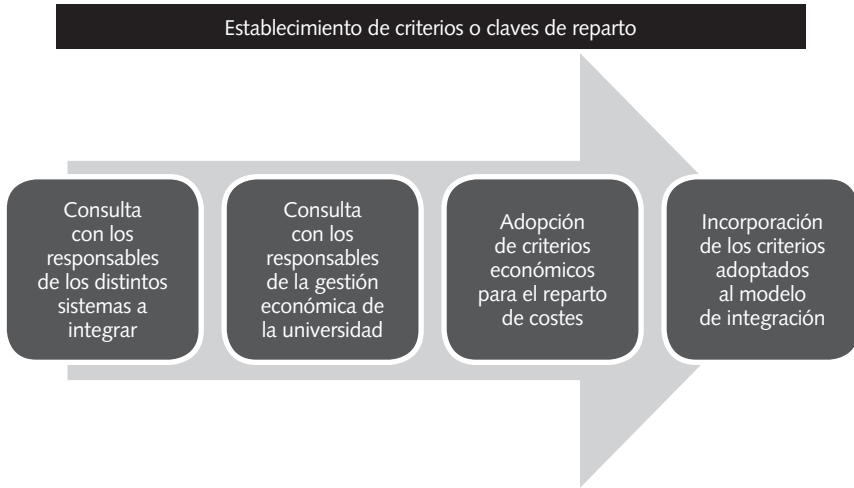 Establecimiento de criterios o claves de reparto
Consulta
con los
responsables
de los distintos
sistemas a
integrar
Consulta
con los
responsables
de la gestión
económica de
la universidad
Adopción
de criterios
económicos
para el reparto
de costes
Incorporación
de los criterios
adoptados
al modelo
de integración